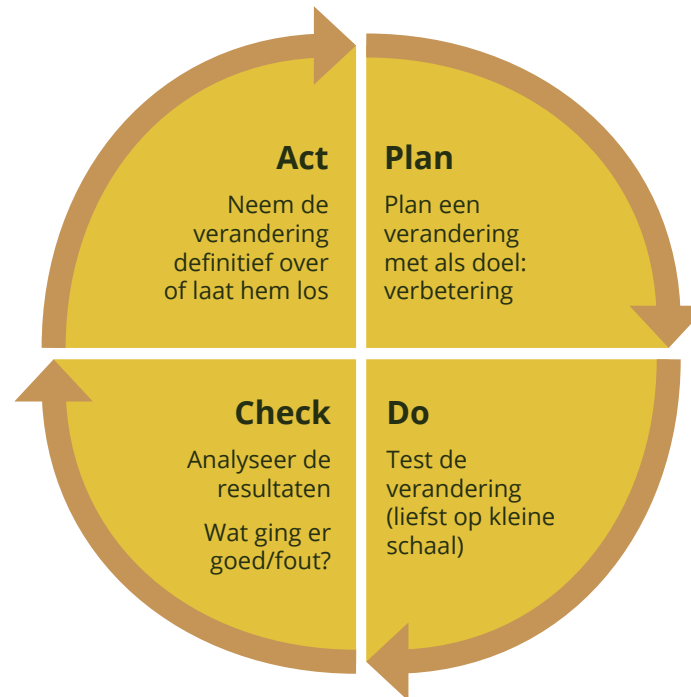 Act
Neem de
verandering
definitief over
of laat hem los
Plan
Plan een
verandering
met als doel:
verbetering
Check
Analyseer de
resultaten
Wat ging er
goed/fout?
Do
Test de
verandering
(liefst op kleine
schaal)